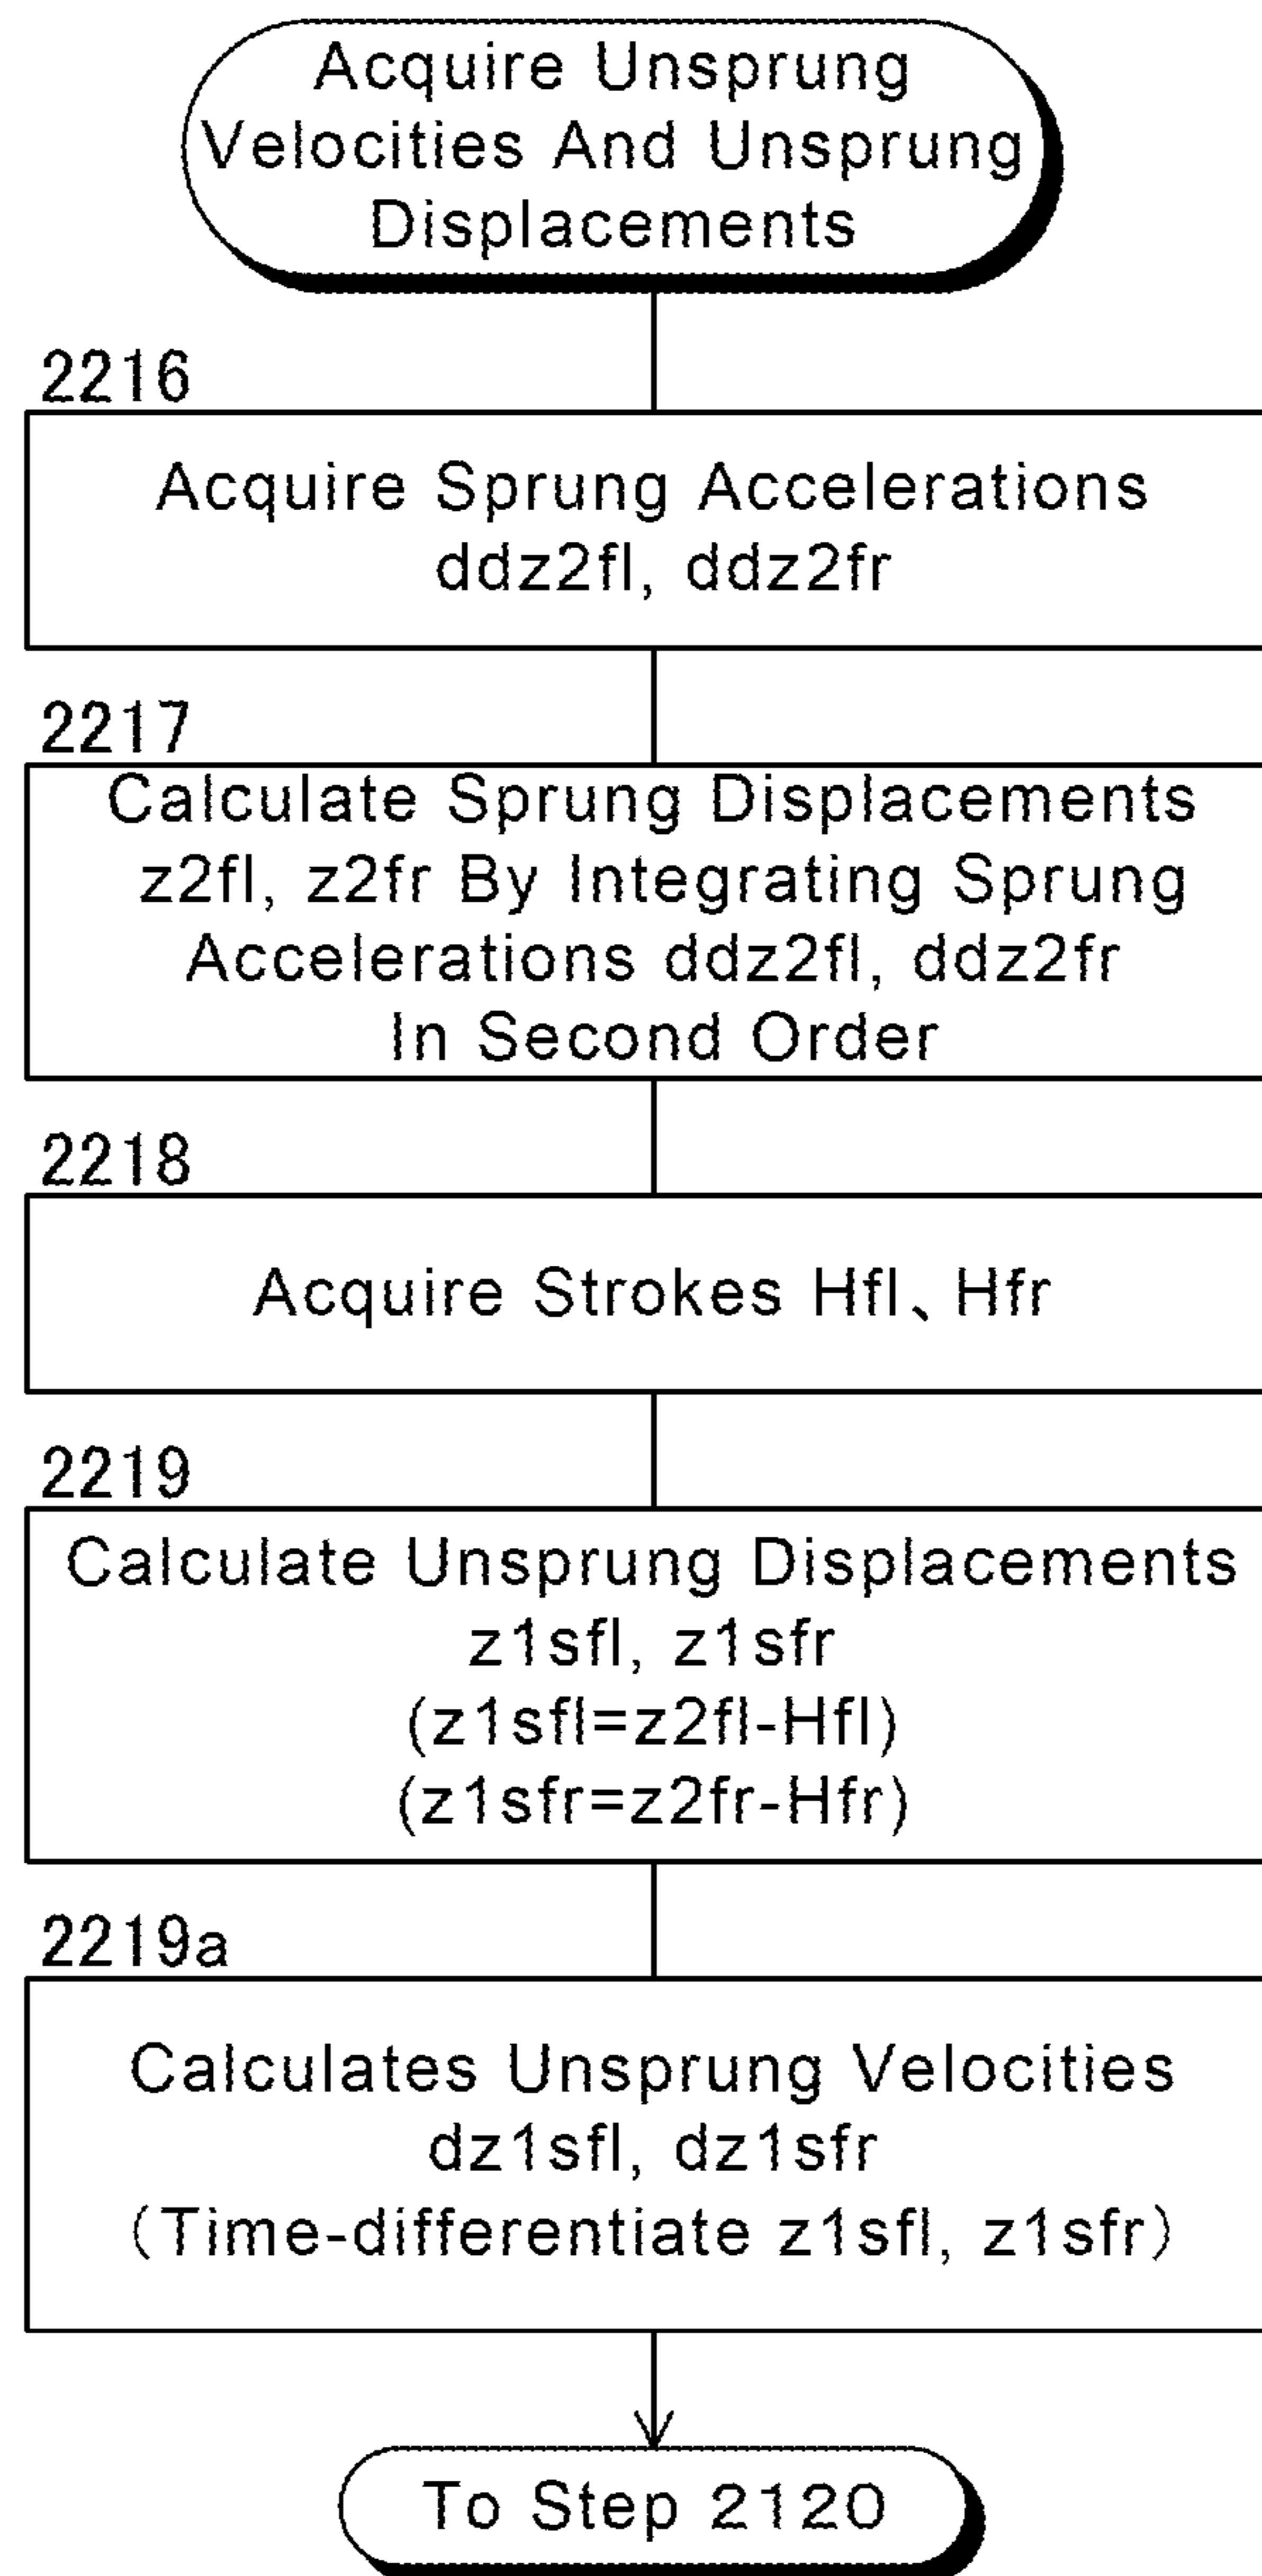 Acquire Unsprung
Velocities And Unsprung
Displacements
2216
Acquire Sprung Accelerations
ddz2fl, ddz2fr
2217
Calculate Sprung Displacements
z2fl, z2fr By Integrating Sprung
Accelerations ddz2fl, ddz2fr
In Second Order
2218
Acquire Strokes Hfl、Hfr
2219
Calculate Unsprung Displacements
z1sfl, z1sfr
(z1sfl=z2fl-Hfl)
(z1sfr=z2fr-Hfr)
2219a
Calculates Unsprung Velocities
dz1sfl, dz1sfr
(Time-differentiate z1sfl, z1sfr)
To Step 2120